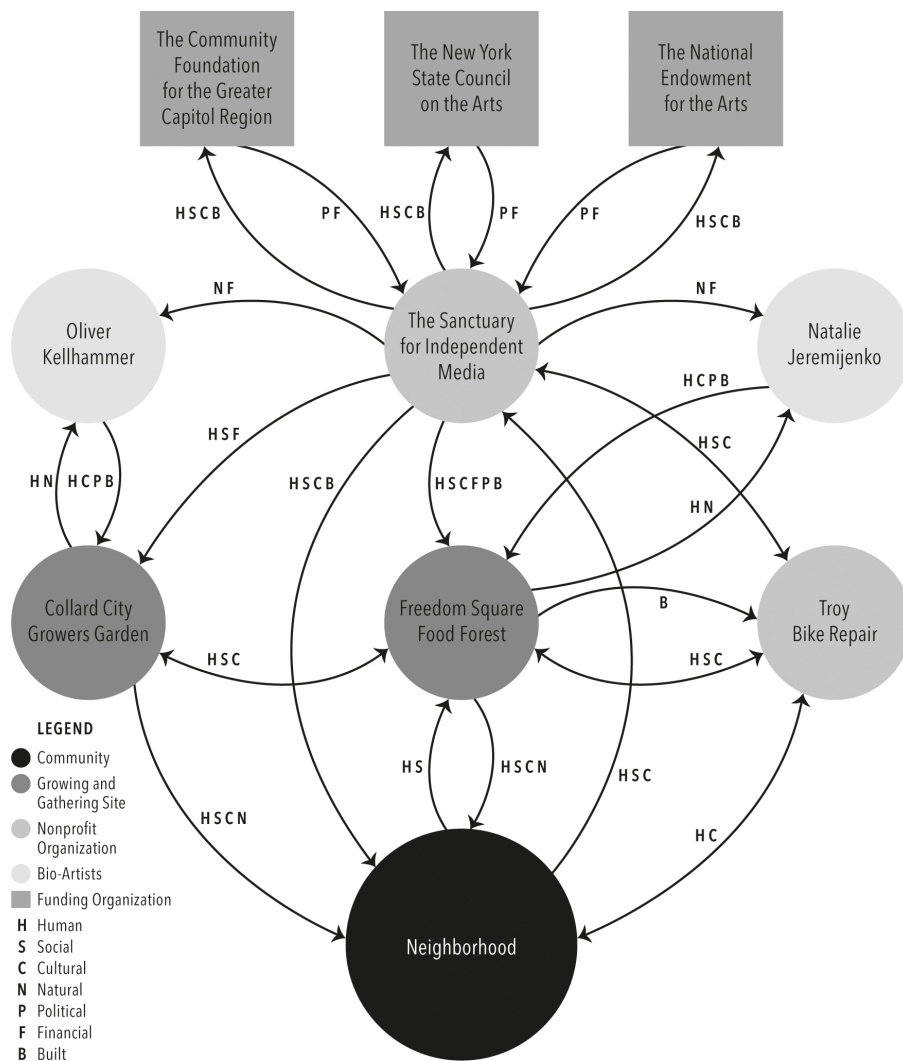 The Community
Foundation
for the Greater
Capitol Region
The New York
State Council
on the Arts
The National
Endowment
for the Arts
HSCB
PF
HSCB
PF
PF
HSCB
NF
NF
Oliver
Kellhammer
The Sanctuary
for Independent
Media
Natalie
Jeremijenko
HCPB
HSF
HSC
HN
HCPB
HSCB
HSCFPB
HN
Collard City
Growers Garden
Freedom Square
Food Forest
B
Troy
Bike Repair
HSC
HSC
HS
HSCN
HSC
HSCN
HC
Neighborhood
LEGEND
Community
Growing and
Gathering Site
Nonprofit
Organization
Bio-Artists
Funding Organization
H Human
S Social
C Cultural
N Natural
P Political
F Financial
B Built